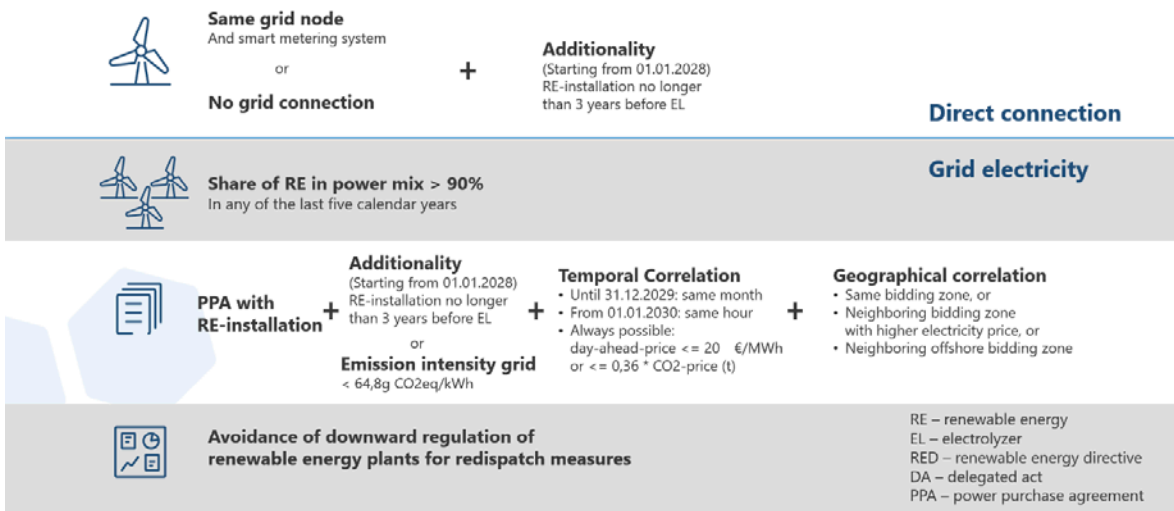 Same grid node
And smart metering system
or
No grid connection
+
Additionality
(Starting from 01.01.2028)
RE-installation no longer
than 3 years before EL
Direct connection
Grid electricity
Share of RE in power mix > 90%
In any of the last five calendar years
PPA with
RE-installation
+
Additionality
(Starting from 01.01.2028)
RE-installation no longer
than 3 years before EL
or
Emission intensity grid
< 64,8g CO2eq/kWh
+
Temporal Correlation
• Until 31.12.2029: same month
• From 01.01.2030: same hour
• Always possible:
day-ahead-price <= 20 €/MWh
or <= 0,36 * CO2-price (t)
+
Geographical correlation
• Same bidding zone, or
• Neighboring bidding zone
with higher electricity price, or
• Neighboring offshore bidding zone
Avoidance of downward regulation of
renewable energy plants for redispatch measures
RE – renewable energy
EL – electrolyzer
RED – renewable energy directive
DA – delegated act
PPA – power purchase agreement